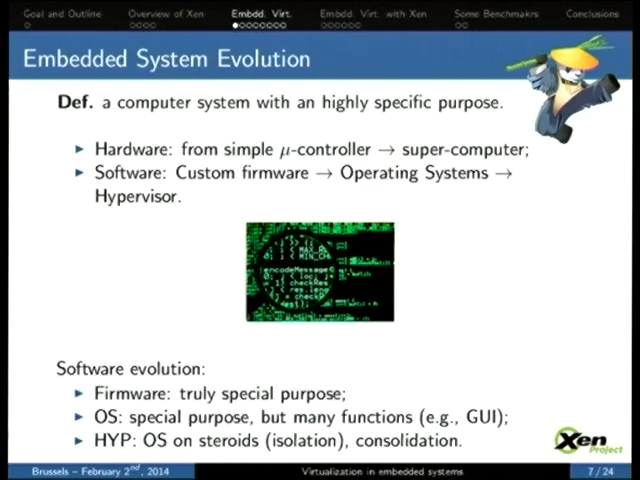 Goal and Outline Overview of Xen Embdd. Virt. Embdd. Virt. with Xen Some Benchmakrs Conclusions
Embedded System Evolution
Def. a computer system with an highly specific purpose.
Hardware: from simple μ-controller → super-computer;
Software: Custom firmware → Operating Systems →
Hypervisor.
encodeMessage(
Software evolution:
Firmware: truly special purpose;
OS: special purpose, but many functions (e.g., GUI);
HYP: OS on steroids (isolation), consolidation.
Xen
Project
Brussels – February 2nd, 2014 Virtualization in embedded systems 7 / 24